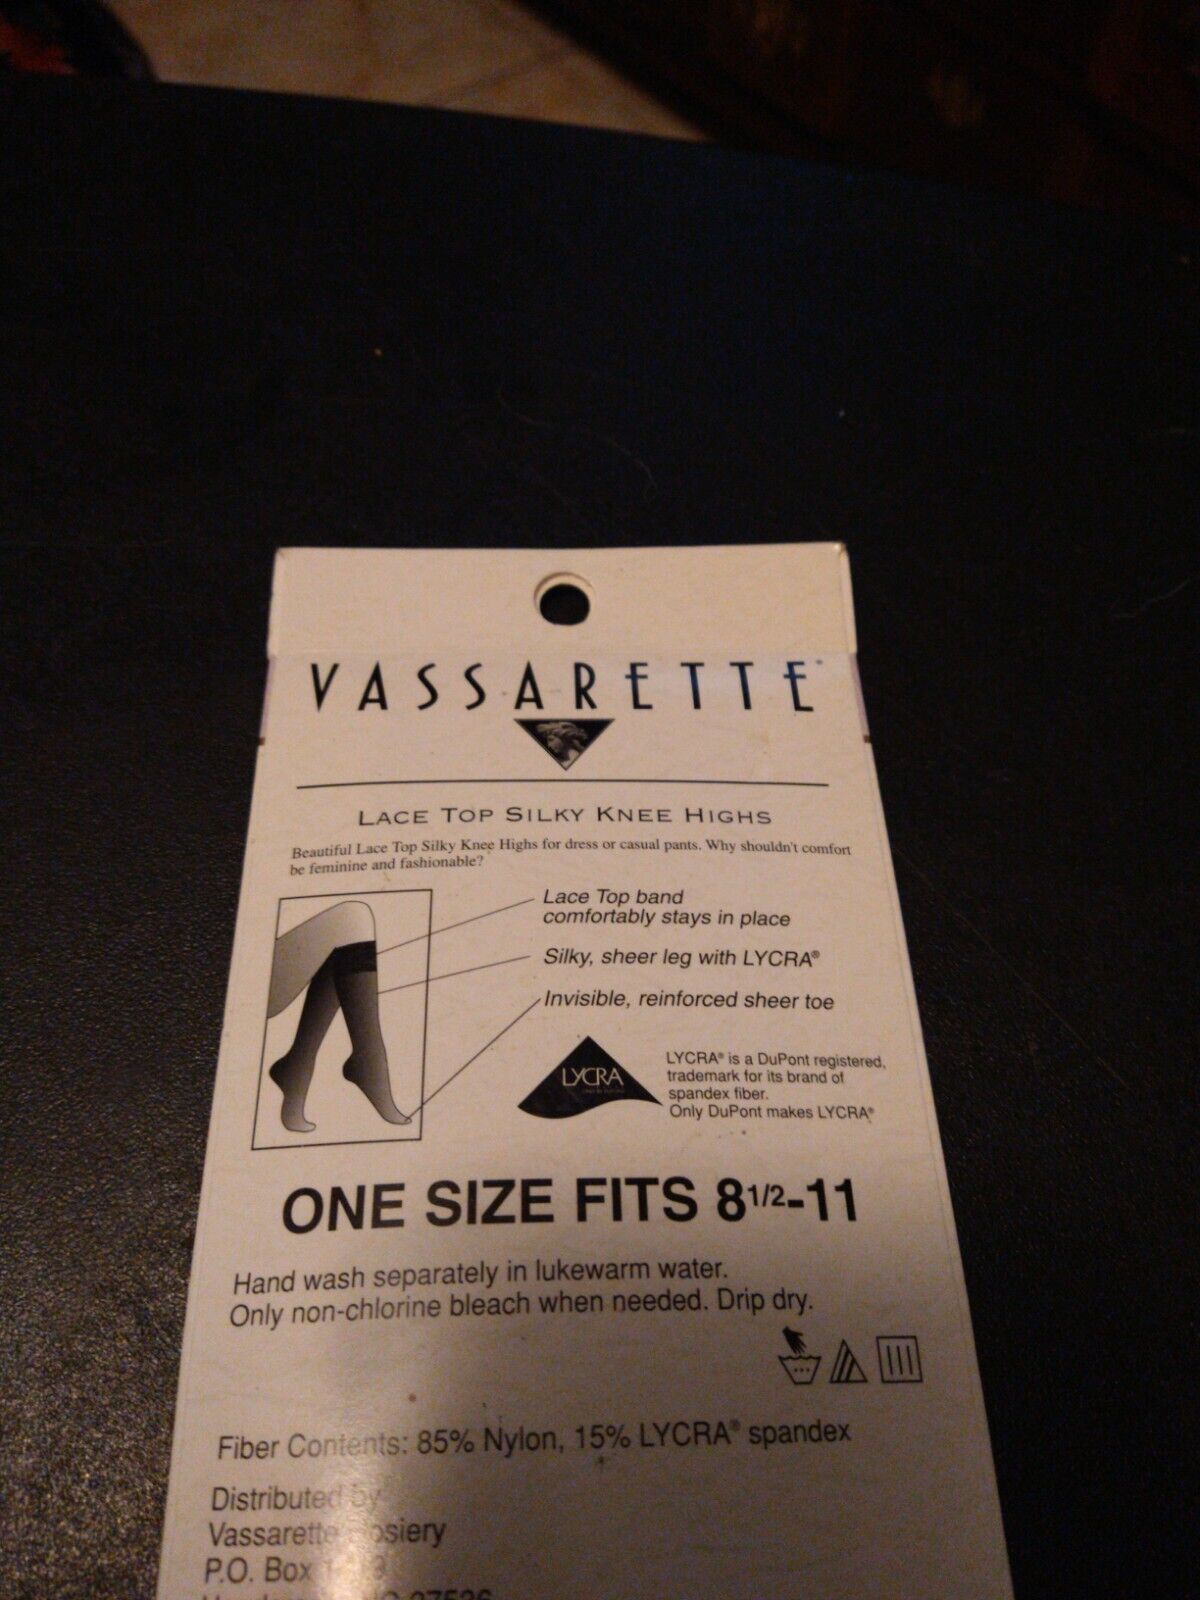 VASSARETTE
LACE TOP SILKY KNEE HIGHS
Beautiful Lace Top Silky Knee Highs for dress or casual pants. Why shouldn't comfort
be feminine and fashionable?
Lace Top band
comfortably stays in place
Silky, sheer leg with LYCRA®
Invisible, reinforced sheer toe
LYCRA
LYCRA® is a DuPont registered,
trademark for its brand of
spandex fiber.
Only DuPont makes LYCRA®
ONE SIZE FITS 8 1/2-11
Hand wash separately in lukewarm water.
Only non-chlorine bleach when needed. Drip dry.
Fiber Contents: 85% Nylon, 15% LYCRA® spandex
Distributed by
Vassarette Hosiery
P.O. Box
27536